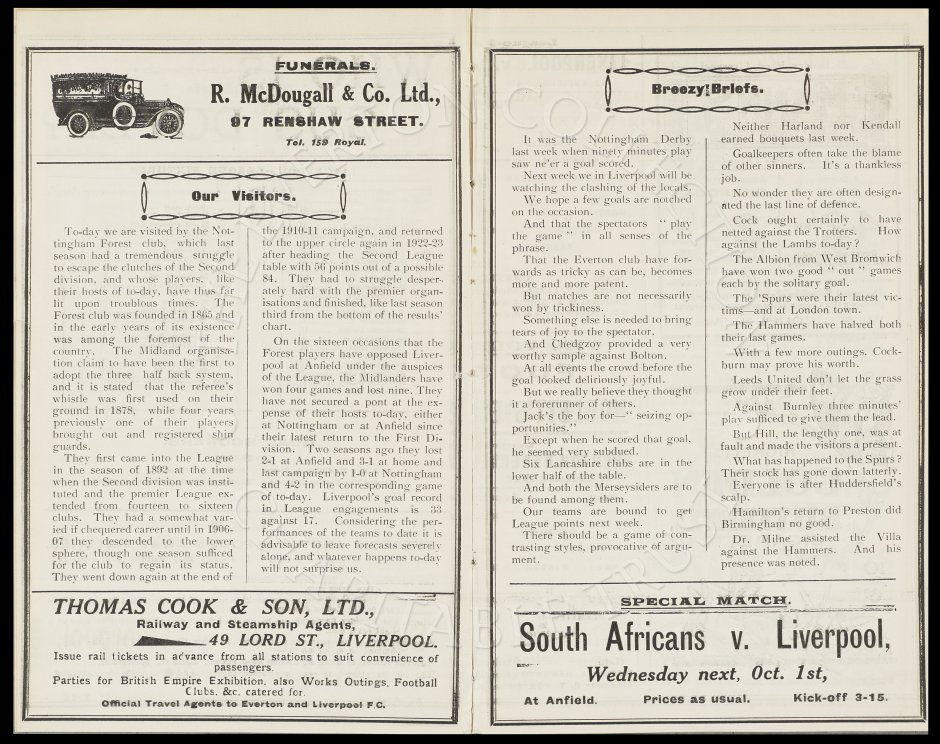 FUNERALS.
R. McDougall & Co. Ltd.,
97 RENSHAW STREET.
Tel. 159 Royal.
Our Visitors.
To-day we are visited by the Not-
tingham Forest club, which last
season had a tremendous struggle
to escape the clutches of the Second
division, and whose players, like
their hosts of to-day, have thus far
lit upon troublous times. The
Forest club was founded in 1865 and
in the early years of its existence
was among the foremost of the
country. The Midland organisa-
tion claim to have been the first to
adopt the three half back system,
and it is stated that the referee's
whistle was first used on their
ground in 1878, while four years
previously one of their players
brought out and registered shin
guards.
They first came into the League
in the season of 1892 at the time
when the Second division was insti-
tuted and the premier League ex-
tended from fourteen to sixteen
clubs. They had a somewhat var-
ied if chequered career until in 1906-
07 they descended to the lower
sphere, though one season sufficed
for the club to regain its status.
They went down again at the end of
the 1910-11 campaign, and returned
to the upper circle again in 1922-23
after heading the Second League
table with 56 points out of a possible
84. They had to struggle desper-
ately hard with the premier organ-
isations and finished, like last season
third from the bottom of the results'
chart.
On the sixteen occasions that the
Forest players have opposed Liver-
pool at Anfield under the auspices
of the League, the Midlanders have
won four games and lost nine. They
have not secured a pont at the ex-
pense of their hosts to-day, either
at Nottingham or at Anfield since
their latest return to the First Di-
vision. Two seasons ago they lost
2-1 at Anfield and 3-1 at home and
last campaign by 1-0 at Nottingham
and 4-2 in the corresponding game
of to-day. Liverpool's goal record
in League engagements is 33
against 17. Considering the per-
formances of the teams to date it is
advisable to leave forecasts severely
alone, and whatever happens to-day
will not surprise us.
THOMAS COOK & SON, LTD.,
Railway and Steamship Agents,
49 LORD ST., LIVERPOOL.
Issue rail tickets in advance from all stations to suit convenience of
passengers.
Parties for British Empire Exhibition, also Works Outings, Football
Clubs, &c. catered for.
Official Travel Agents to Everton and Liverpool F.C.
Breezy Briefs.
It was the Nottingham Derby
last week when ninety minutes play
saw ne'er a goal scored.
Next week we in Liverpool will be
watching the clashing of the locals.
We hope a few goals are notched
on the occasion.
And that the spectators "play
the game" in all senses of the
phrase.
That the Everton club have for-
wards as tricky as can be, becomes
more and more patent.
But matches are not necessarily
won by trickiness.
Something else is needed to bring
tears of joy to the spectator.
And Chedgzoy provided a very
worthy sample against Bolton.
At all events the crowd before the
goal looked deliriously joyful.
But we really believe they thought
it a forerunner of others.
Jack's the boy for—"seizing op-
portunities."
Except when he scored that goal,
he seemed very subdued.
Six Lancashire clubs are in the
lower half of the table.
And both the Merseysiders are to
be found among them.
Our teams are bound to get
League points next week.
There should be a game of con-
trasting styles, provocative of argu-
ment.
Neither Harland nor Kendall
earned bouquets last week.
Goalkeepers often take the blame
of other sinners. It's a thankless
job.
No wonder they are often design-
ated the last line of defence.
Cock ought certainly to have
netted against the Trotters. How
against the Lambs to-day?
The Albion from West Bromwich
have won two good "out" games
each by the solitary goal.
The 'Spurs were their latest vic-
tims—and at London town.
The Hammers have halved both
their last games.
With a few more outings, Cock-
burn may prove his worth.
Leeds United don't let the grass
grow under their feet.
Against Burnley three minutes'
play sufficed to give them the lead.
But Hill, the lengthy one, was at
fault and made the visitors a present.
What has happened to the Spurs?
Their stock has gone down latterly.
Everyone is after Huddersfield's
scalp.
Hamilton's return to Preston did
Birmingham no good.
Dr. Milne assisted the Villa
against the Hammers. And his
presence was noted.
SPECIAL MATCH.
South Africans v. Liverpool,
Wednesday next, Oct. 1st,
At Anfield. Prices as usual. Kick-off 3-15.